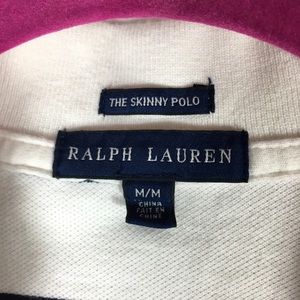 THE SKINNY POLO
RALPH LAUREN
M/M
CHINA
FAIT EN
CHINE